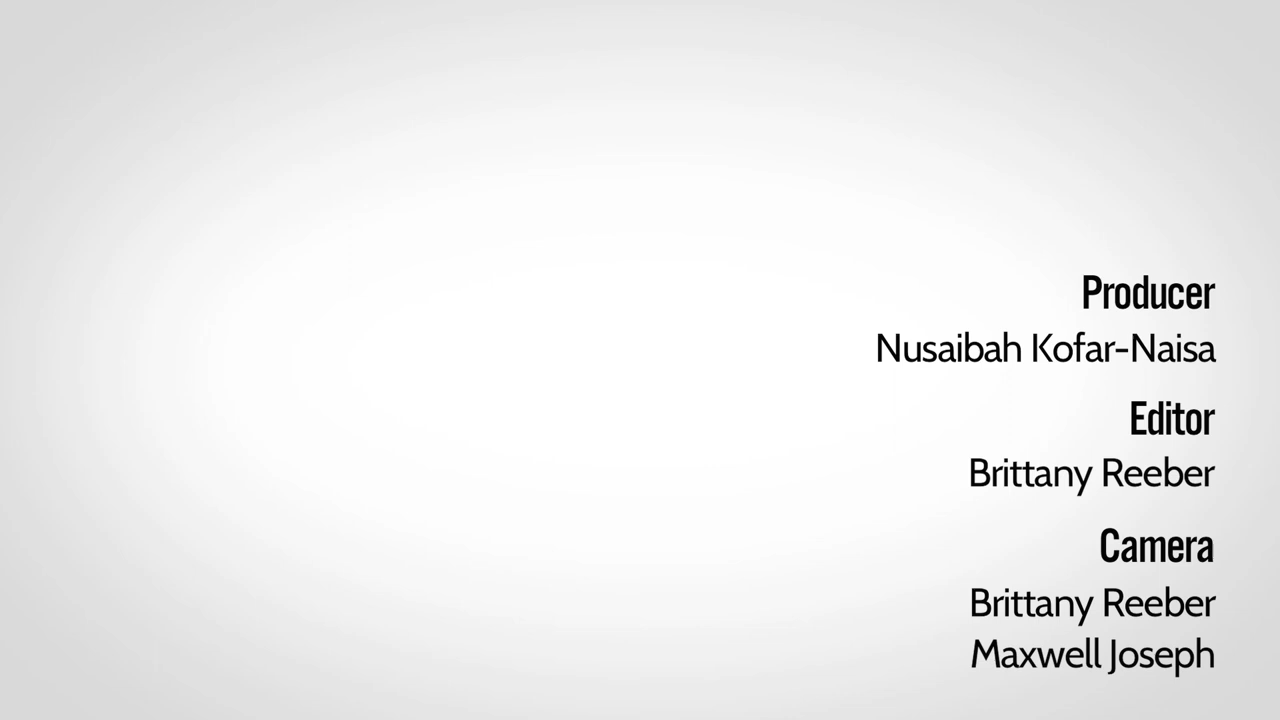 Producer
Nusaibah Kofar-Naisa
Editor
Brittany Reeber
Camera
Brittany Reeber
Maxwell Joseph